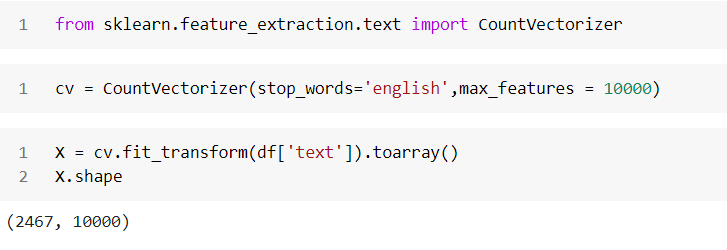 1 from sklearn.feature_extraction.text import CountVectorizer
1 cv = CountVectorizer(stop_words='english',max_features = 10000)
1 X = cv.fit_transform(df['text']).toarray()
2 X.shape
(2467, 10000)